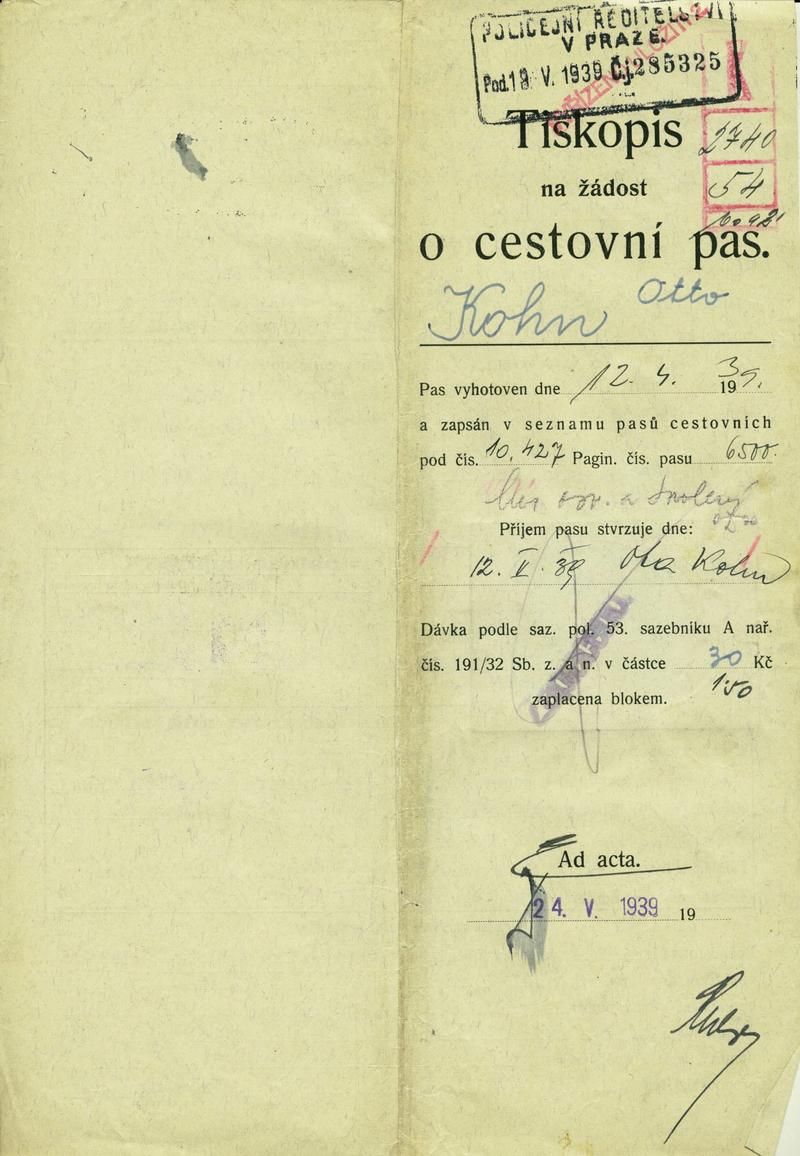 POLICEJNÍ ŘEDITELSTVÍ
V PRAZE.
Pod. 19. V. 1939 Čj. 285325
Tiskopis
2740
na žádost
54
o cestovní pas.
Kohn Otto
Pas vyhotoven dne 12. 4. 1939.
a zapsán v seznamu pasů cestovních
pod čís. 10,427 Pagin. čís. pasu 6500.
Příjem pasu stvrzuje dne:
12. V. 39 Ota Kohn
Dávka podle saz. pol. 53. sazebníku A nař.
čís. 191/32 Sb. z. a n. v částce 30 Kč
150
zaplacena blokem.
Ad acta.
24. V. 1939 19